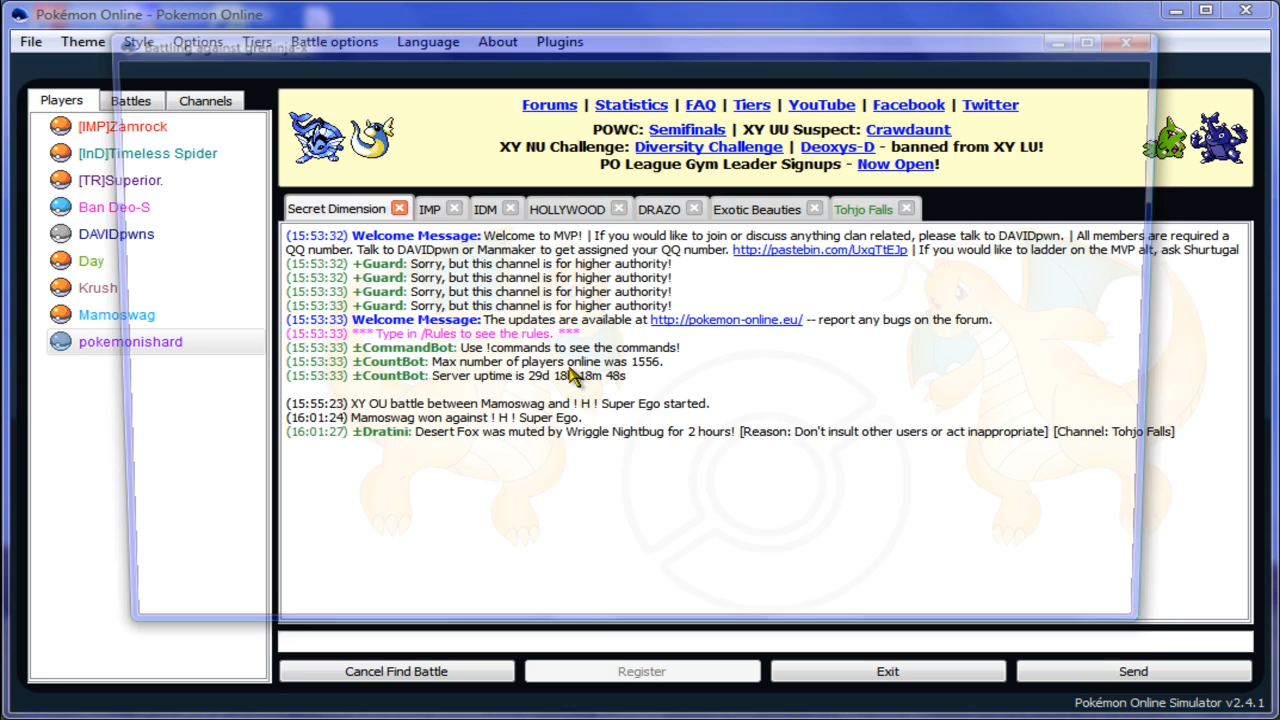 Pokémon Online - Pokemon Online
File Theme Style Options Tiers Battle options Language About Plugins
Battling against greninja
Players Battles Channels
[IMP]Zamrock
[InD]Timeless Spider
[TR]Superior.
Ban Deo-S
DAVIDpwns
Day
Krush
Mamoswag
pokemonishard
Forums | Statistics | FAQ | Tiers | YouTube | Facebook | Twitter
POWC: Semifinals | XY UU Suspect: Crawdaunt
XY NU Challenge: Diversity Challenge | Deoxys-D - banned from XY LU!
PO League Gym Leader Signups - Now Open!
Secret Dimension IMP IDM HOLLYWOOD DRAZO Exotic Beauties Tohjo Falls
(15:53:32) Welcome Message: Welcome to MVP! | If you would like to join or discuss anything clan related, please talk to DAVIDpwn. | All members are required a
QQ number. Talk to DAVIDpwn or Manmaker to get assigned your QQ number. http://pastebin.com/UxqTtEJp | If you would like to ladder on the MVP alt, ask Shurtugal
(15:53:32) +Guard: Sorry, but this channel is for higher authority!
(15:53:32) +Guard: Sorry, but this channel is for higher authority!
(15:53:33) +Guard: Sorry, but this channel is for higher authority!
(15:53:33) +Guard: Sorry, but this channel is for higher authority!
(15:53:33) Welcome Message: The updates are available at http://pokemon-online.eu/ -- report any bugs on the forum.
(15:53:33) *** Type in /Rules to see the rules. ***
(15:53:33) ±CommandBot: Use !commands to see the commands!
(15:53:33) ±CountBot: Max number of players online was 1556.
(15:53:33) ±CountBot: Server uptime is 29d 18m 48s
(15:55:23) XY OU battle between Mamoswag and ! H ! Super Ego started.
(16:01:24) Mamoswag won against ! H ! Super Ego.
(16:01:27) ±Dratini: Desert Fox was muted by Wriggle Nightbug for 2 hours! [Reason: Don't insult other users or act inappropriate] [Channel: Tohjo Falls]
Cancel Find Battle Register Exit Send
Pokémon Online Simulator v2.4.1